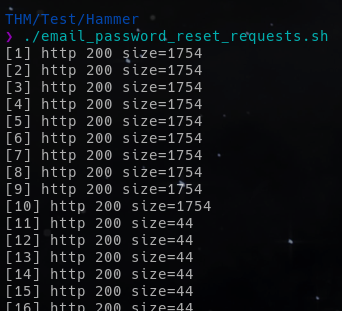 THM/Test/Hammer
❯ ./email_password_reset_requests.sh
[1] http 200 size=1754
[2] http 200 size=1754
[3] http 200 size=1754
[4] http 200 size=1754
[5] http 200 size=1754
[6] http 200 size=1754
[7] http 200 size=1754
[8] http 200 size=1754
[9] http 200 size=1754
[10] http 200 size=1754
[11] http 200 size=44
[12] http 200 size=44
[13] http 200 size=44
[14] http 200 size=44
[15] http 200 size=44
[16] http 200 size=44